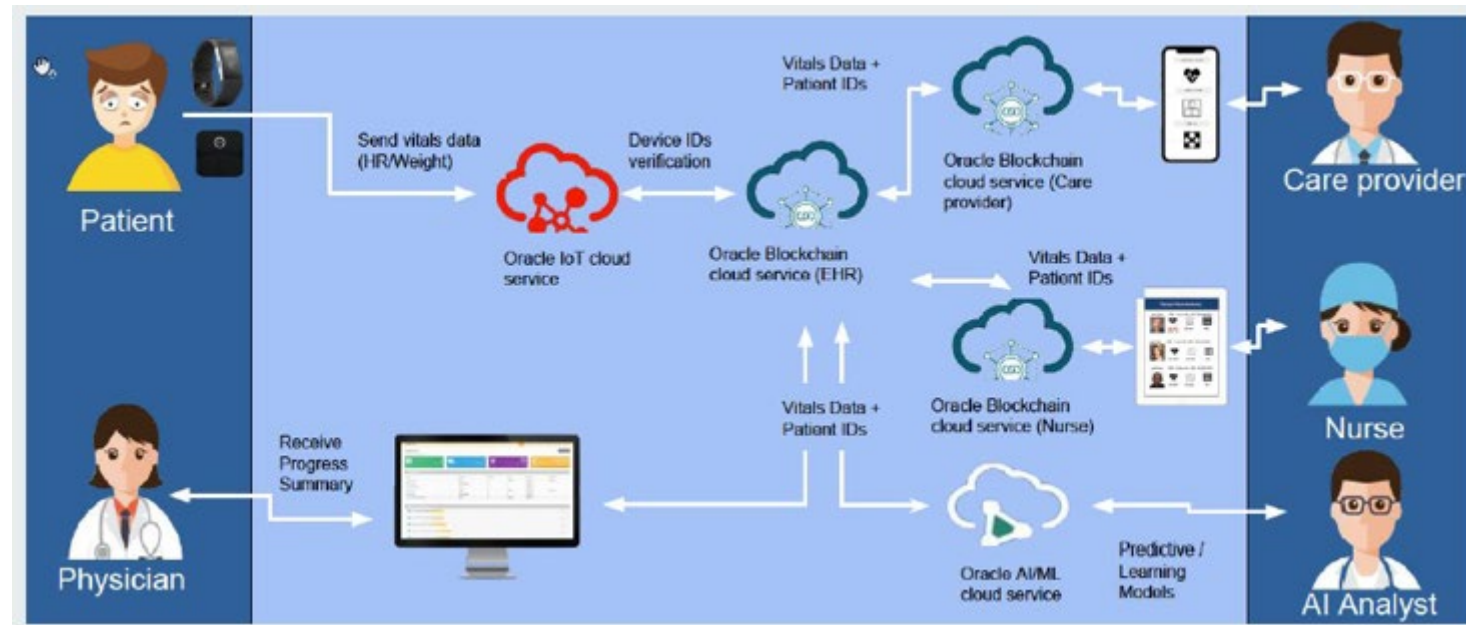 Patient
Send vitals data
(HR/Weight)
Oracle IoT cloud
service
Device IDs
verification
Oracle Blockchain
cloud service (EHR)
Vitals Data +
Patient IDs
Oracle Blockchain
cloud service (Care
provider)
Care provider
Vitals Data +
Patient IDs
Oracle Blockchain
cloud service (Nurse)
Nurse
Vitals Data +
Patient IDs
Receive
Progress
Summary
Physician
Oracle AI/ML
cloud service
Predictive /
Learning
Models
AI Analyst